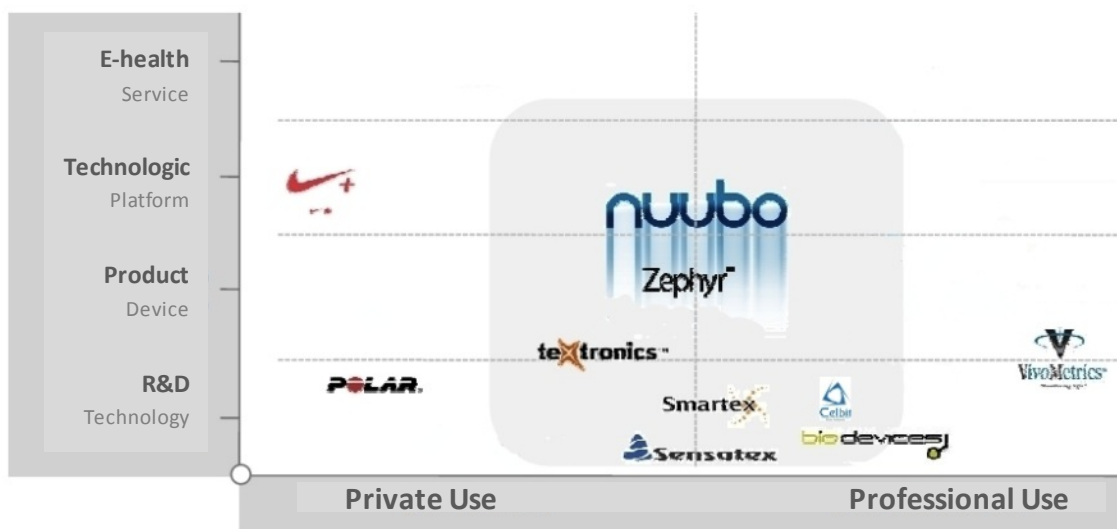 E-health
Service
Technologic
Platform
Product
Device
R&D
Technology
nuubo
Zephyr
textronics™
POLAR®
VivoMetrics
Smartex
Celbit
biodevices
Sensatex
Private Use
Professional Use